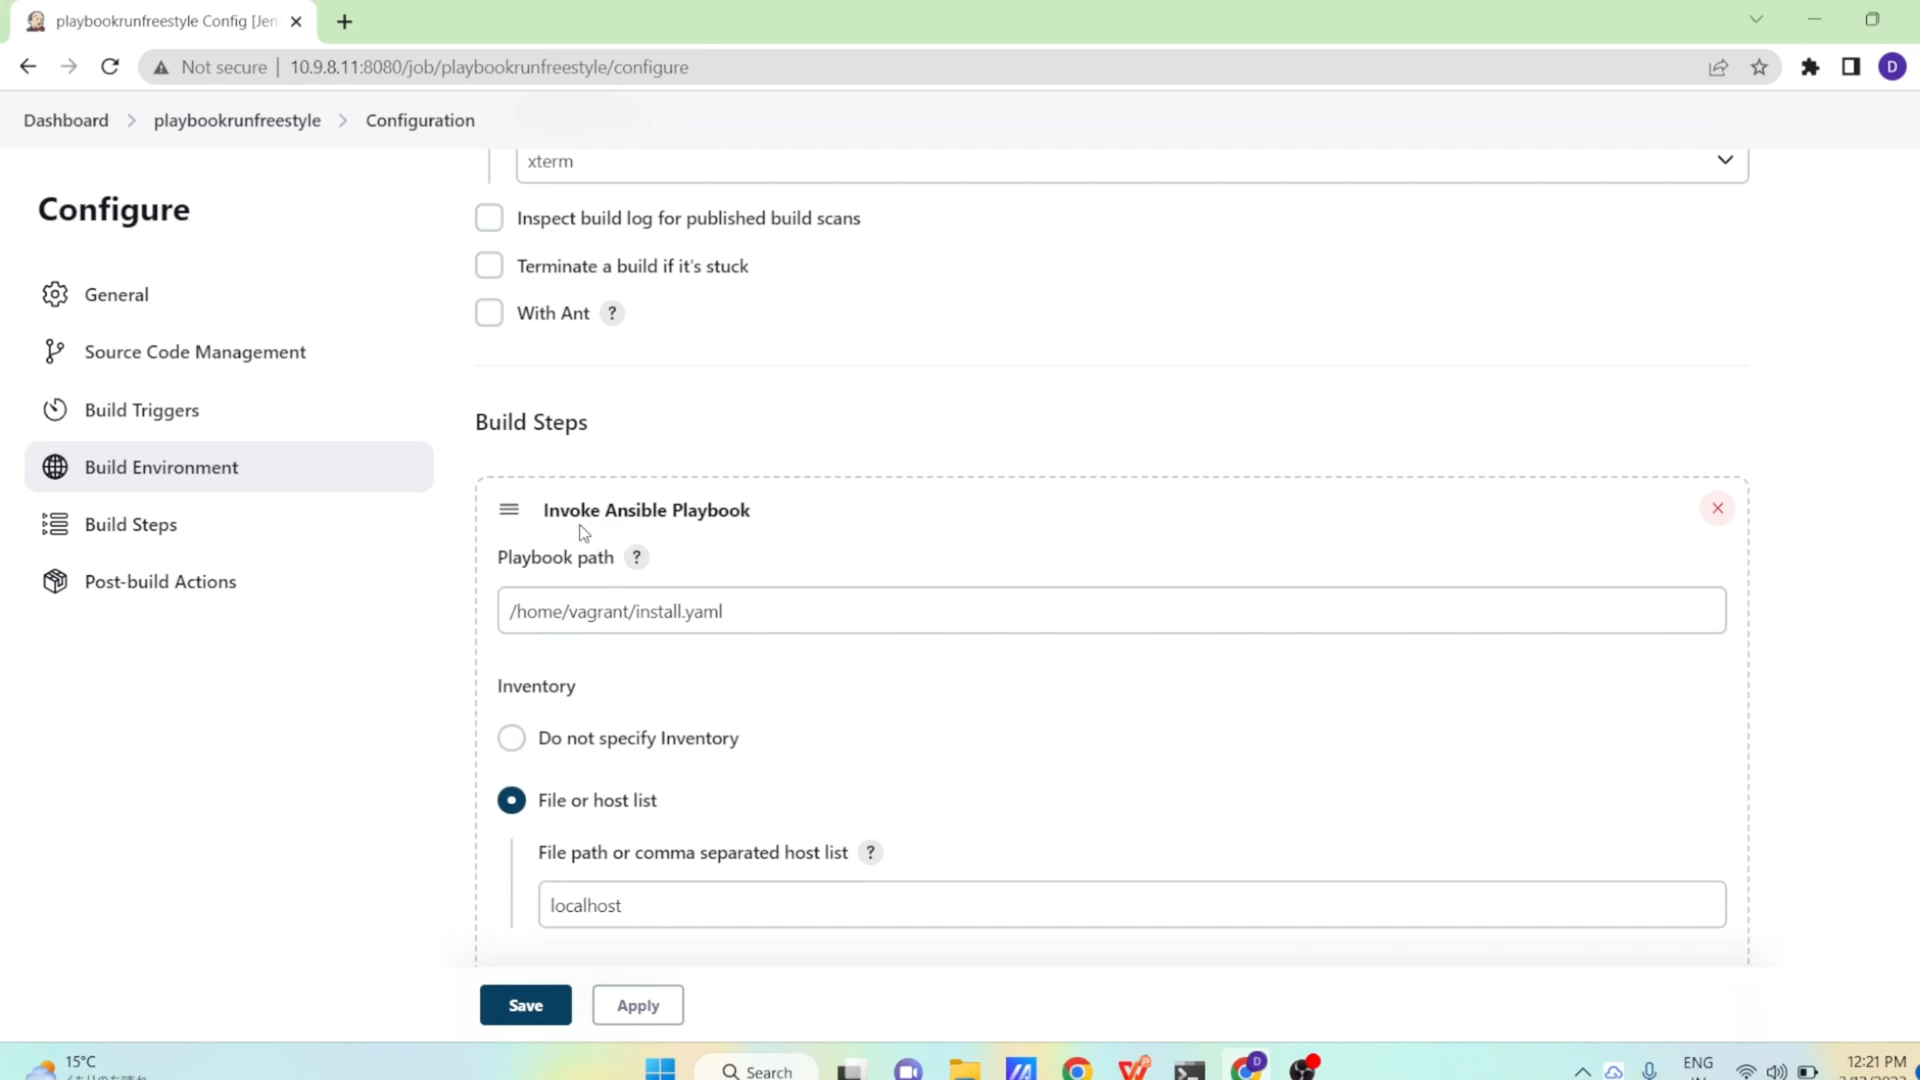 playbookrunfreestyle Config [Jen
Not secure | 10.9.8.11:8080/job/playbookrunfreestyle/configure
D
Dashboard > playbookrunfreestyle > Configuration
Configure
General
Source Code Management
Build Triggers
Build Environment
Build Steps
Post-build Actions
xterm
Inspect build log for published build scans
Terminate a build if it's stuck
With Ant ?
Build Steps
Invoke Ansible Playbook
Playbook path ?
/home/vagrant/install.yaml
Inventory
Do not specify Inventory
File or host list
File path or comma separated host list ?
localhost
Save
Apply
15°C
Search
D
ENG
12:21 PM